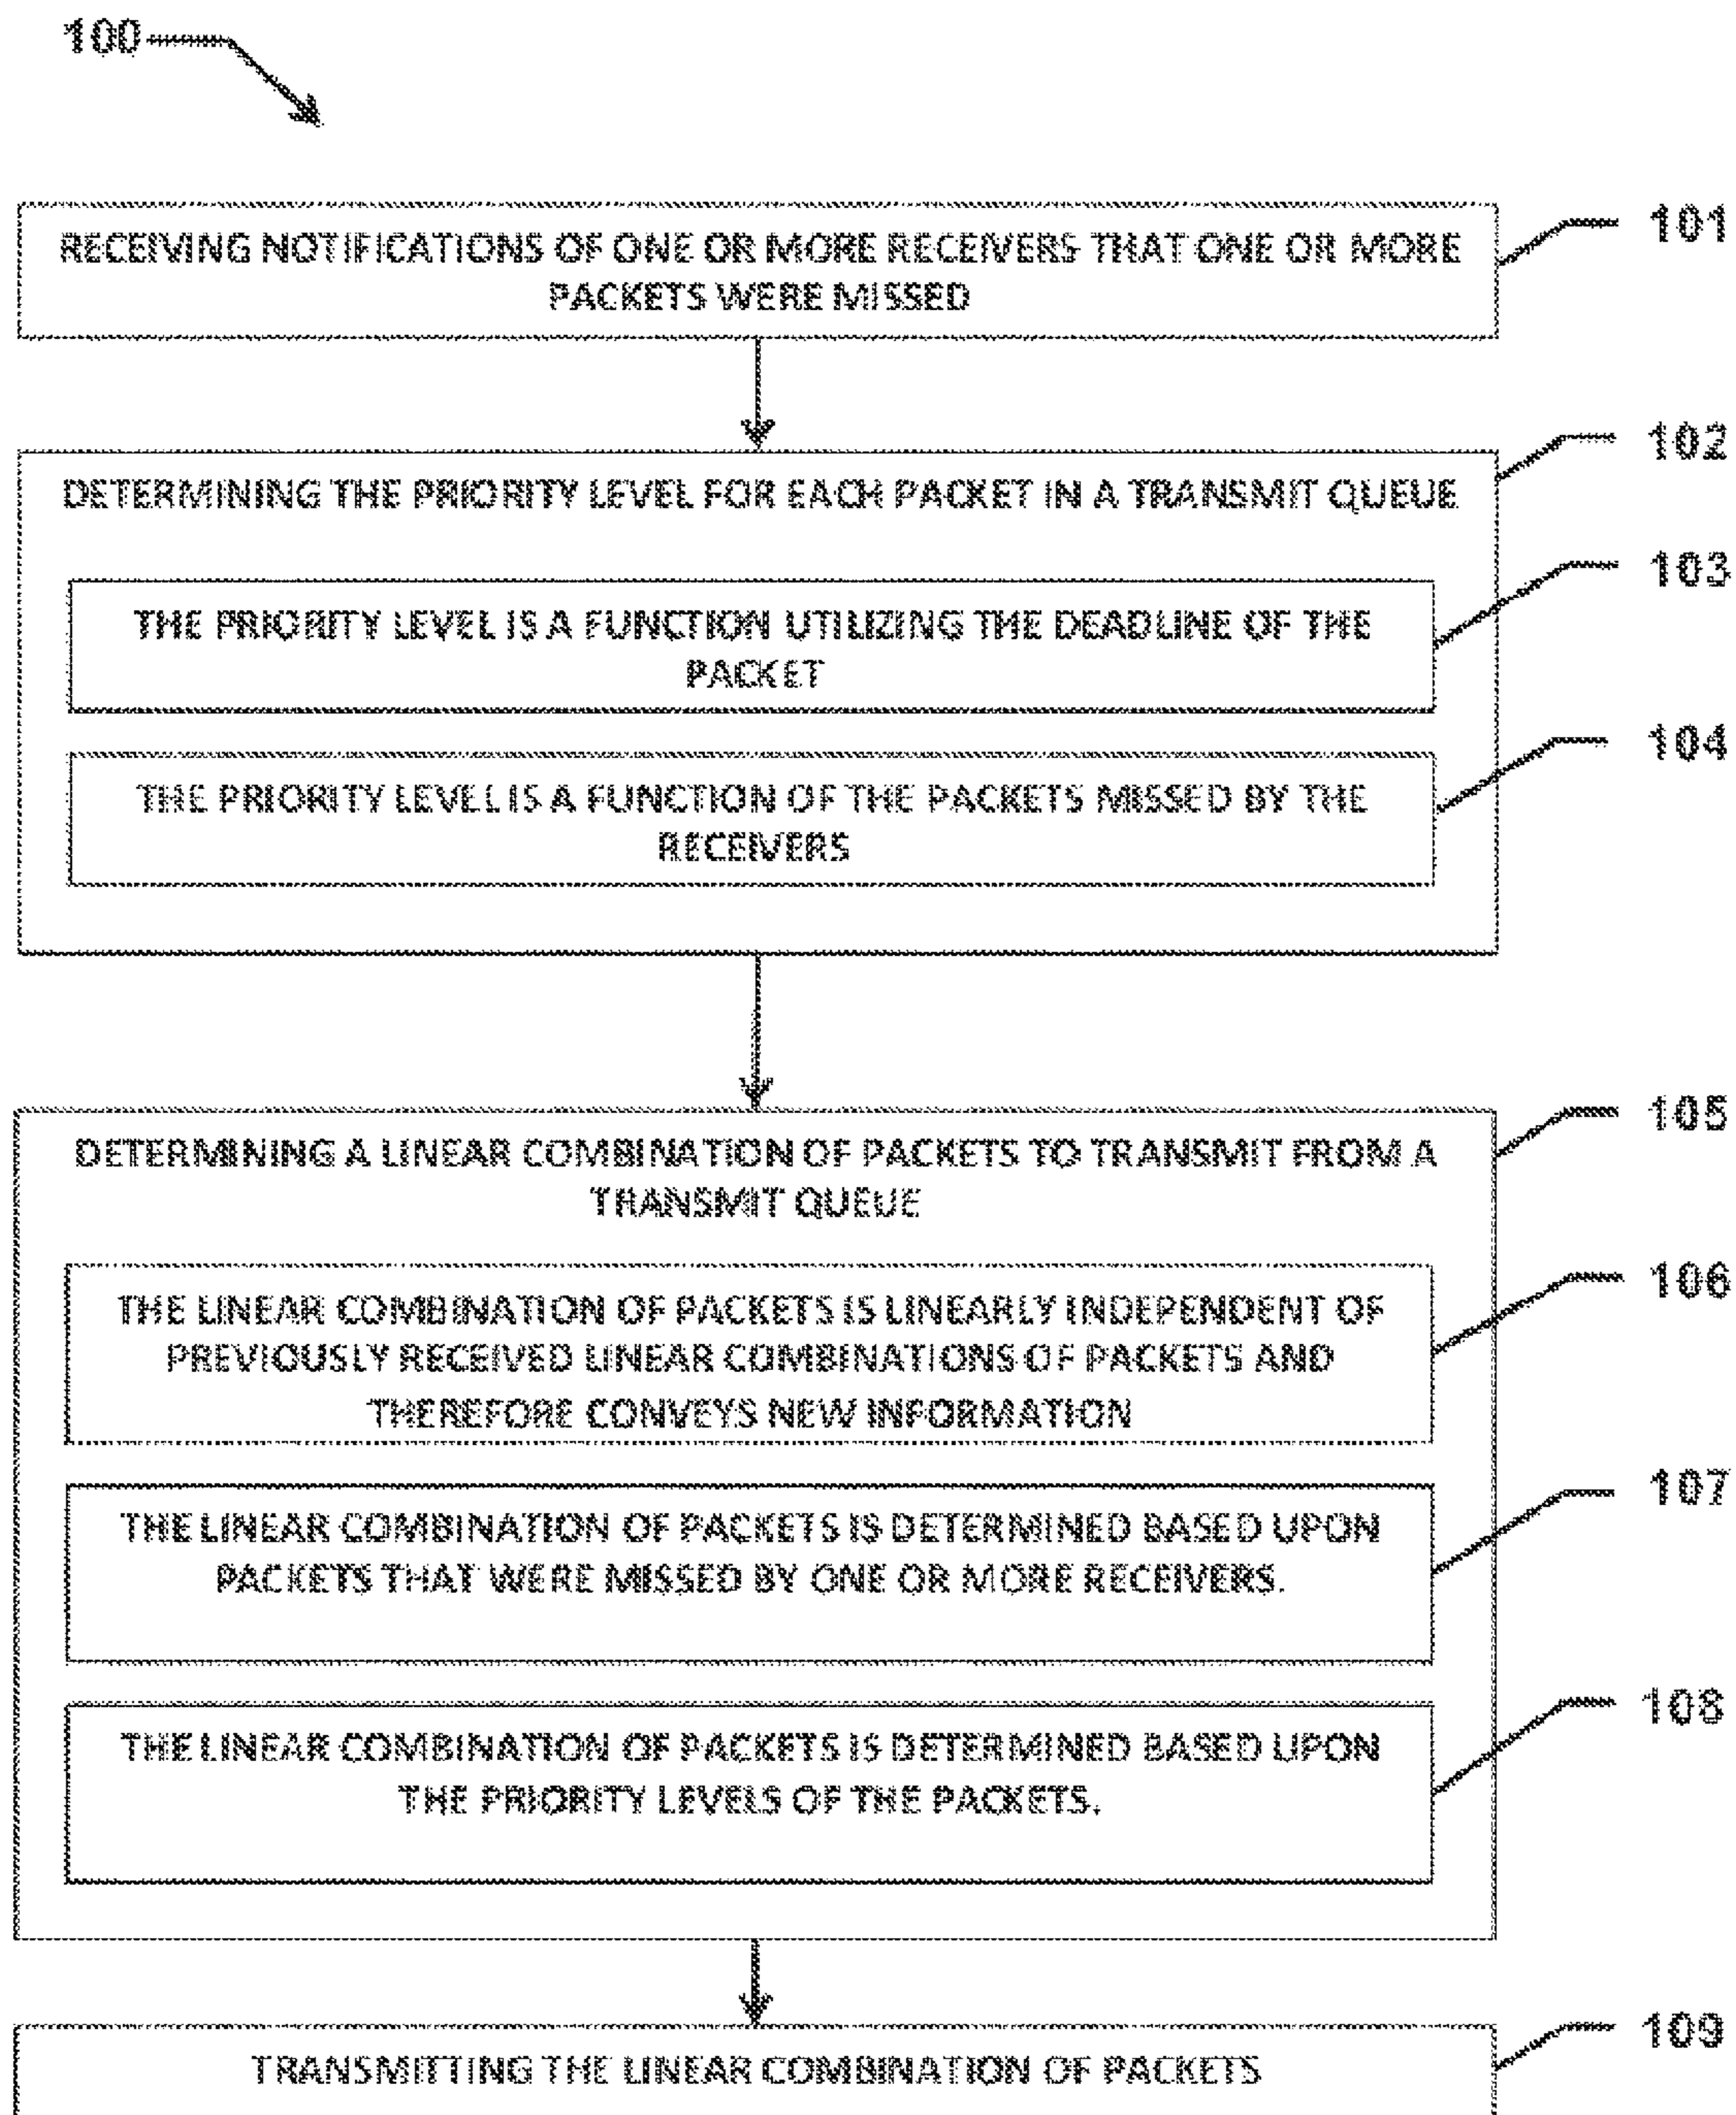 100
RECEIVING NOTIFICATIONS OF ONE OR MORE RECEIVERS THAT ONE OR MORE
PACKETS WERE MISSED
101
DETERMINING THE PRIORITY LEVEL FOR EACH PACKET IN A TRANSMIT QUEUE
102
THE PRIORITY LEVEL IS A FUNCTION UTILIZING THE DEADLINE OF THE
PACKET
103
THE PRIORITY LEVEL IS A FUNCTION OF THE PACKETS MISSED BY THE
RECEIVERS
104
DETERMINING A LINEAR COMBINATION OF PACKETS TO TRANSMIT FROM A
TRANSMIT QUEUE
105
THE LINEAR COMBINATION OF PACKETS IS LINEARLY INDEPENDENT OF
PREVIOUSLY RECEIVED LINEAR COMBINATIONS OF PACKETS AND
THEREFORE CONVEYS NEW INFORMATION
106
THE LINEAR COMBINATION OF PACKETS IS DETERMINED BASED UPON
PACKETS THAT WERE MISSED BY ONE OR MORE RECEIVERS.
107
THE LINEAR COMBINATION OF PACKETS IS DETERMINED BASED UPON
THE PRIORITY LEVELS OF THE PACKETS.
108
TRANSMITTING THE LINEAR COMBINATION OF PACKETS
109